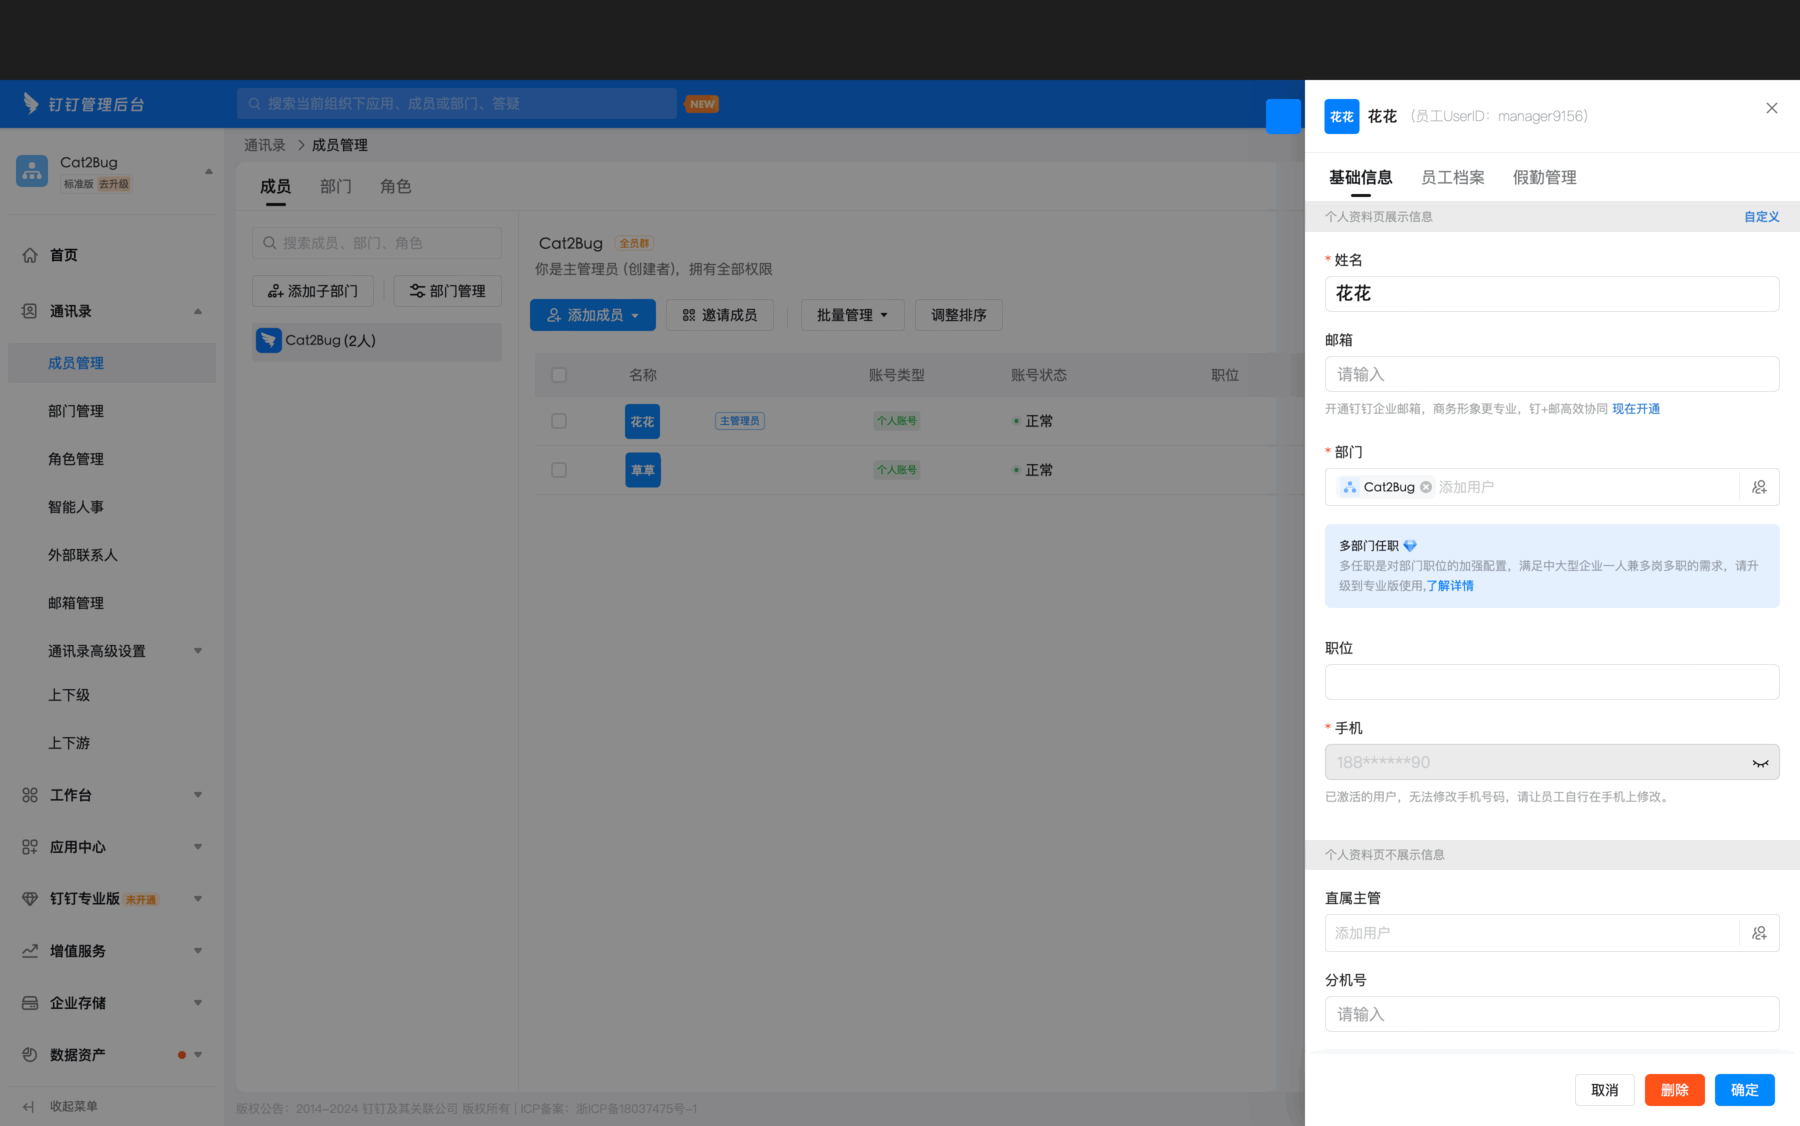 钉钉管理后台
搜索当前组织下应用、成员或部门、答疑
NEW
Cat2Bug
标准版 去升级
首页
通讯录
成员管理
部门管理
角色管理
智能人事
外部联系人
邮箱管理
通讯录高级设置
上下级
上下游
工作台
应用中心
钉钉专业版 未开通
增值服务
企业存储
数据资产
收起菜单
通讯录 > 成员管理
成员 部门 角色
搜索成员、部门、角色
添加子部门 部门管理
Cat2Bug (2人)
Cat2Bug 全员群
你是主管理员 (创建者)，拥有全部权限
添加成员 邀请成员 批量管理 调整排序
名称 账号类型 账号状态 职位
花花 主管理员 个人账号 正常
草草 个人账号 正常
版权公告：2014-2024 钉钉及其关联公司 版权所有 | ICP备案：浙ICP备18037475号-1
花花 花花 (员工UserID：manager9156)
基础信息 员工档案 假勤管理
个人资料页展示信息 自定义
* 姓名
花花
邮箱
请输入
开通钉钉企业邮箱，商务形象更专业，钉+邮高效协同 现在开通
* 部门
Cat2Bug 添加用户
多部门任职
多任职是对部门职位的加强配置，满足中大型企业一人兼多岗多职的需求，请升
级到专业版使用,了解详情
职位
* 手机
188******90
已激活的用户，无法修改手机号码，请让员工自行在手机上修改。
个人资料页不展示信息
直属主管
添加用户
分机号
请输入
取消 删除 确定